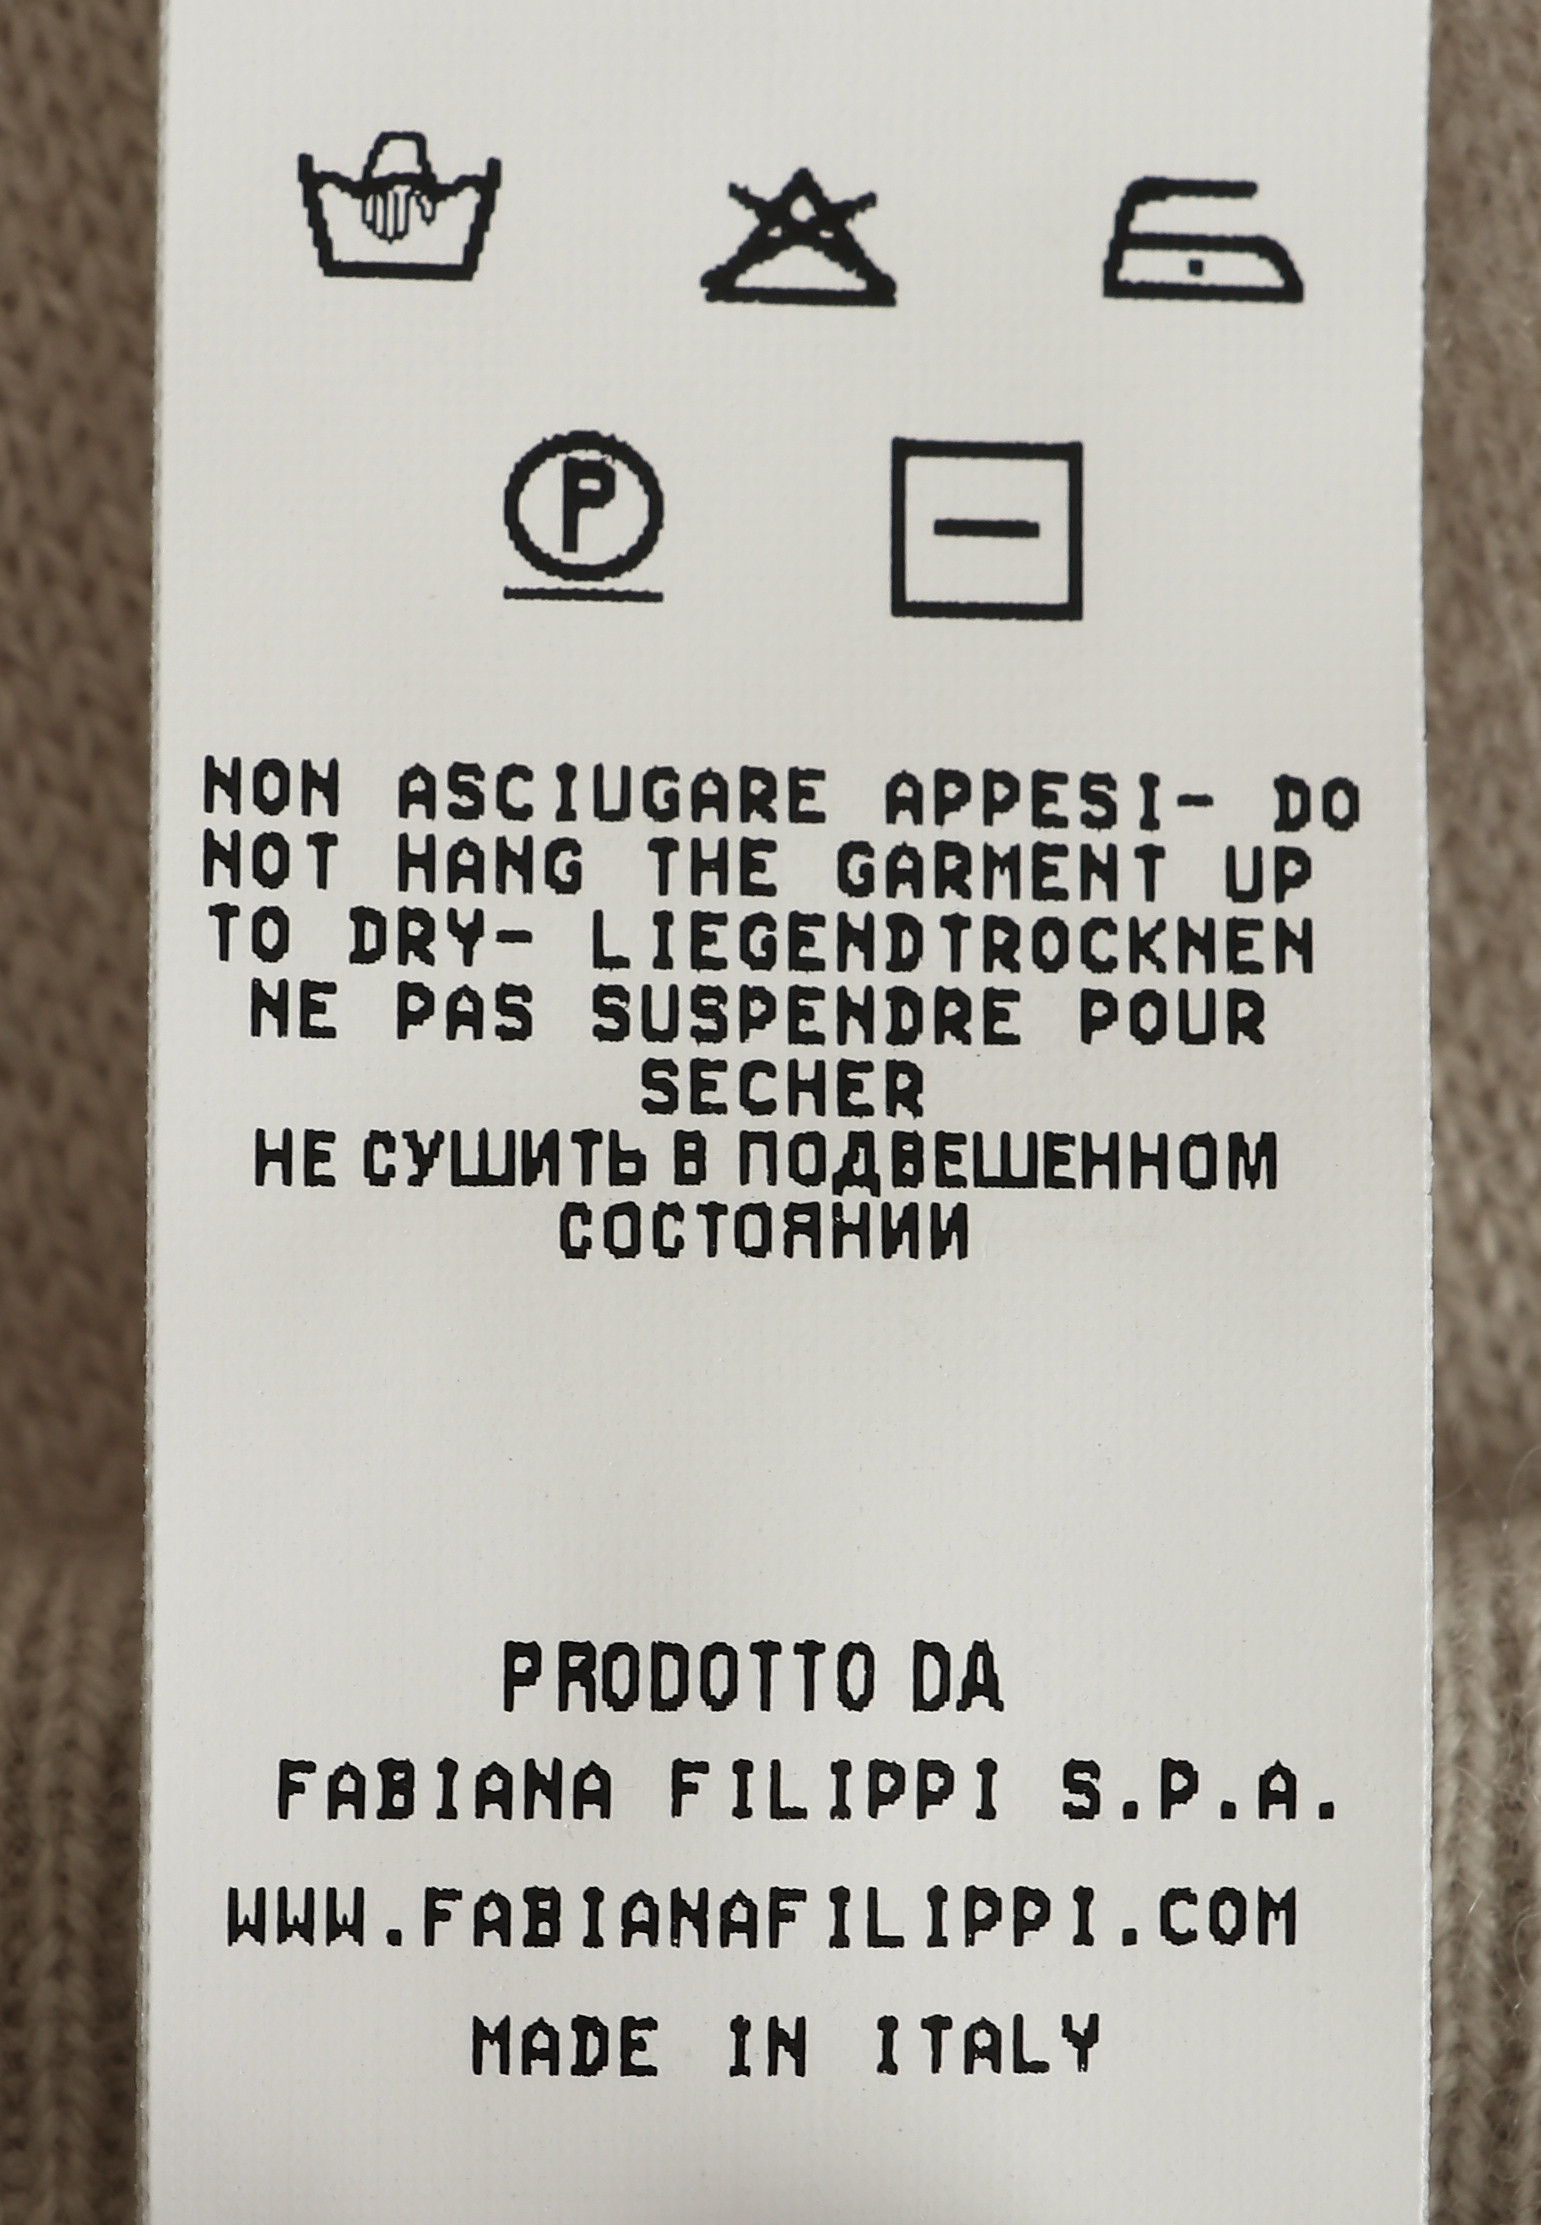 P
NON ASCIUGARE APPESI- DO
NOT HANG THE GARMENT UP
TO DRY- LIEGENDTROCKNEN
NE PAS SUSPENDRE POUR
SECHER
НЕ СУШИТЬ В ПОДВЕШЕННОМ
СОСТОЯНИИ
PRODOTTO DA
FABIANA FILIPPI S.P.A.
WWW.FABIANAFILIPPI.COM
MADE IN ITALY